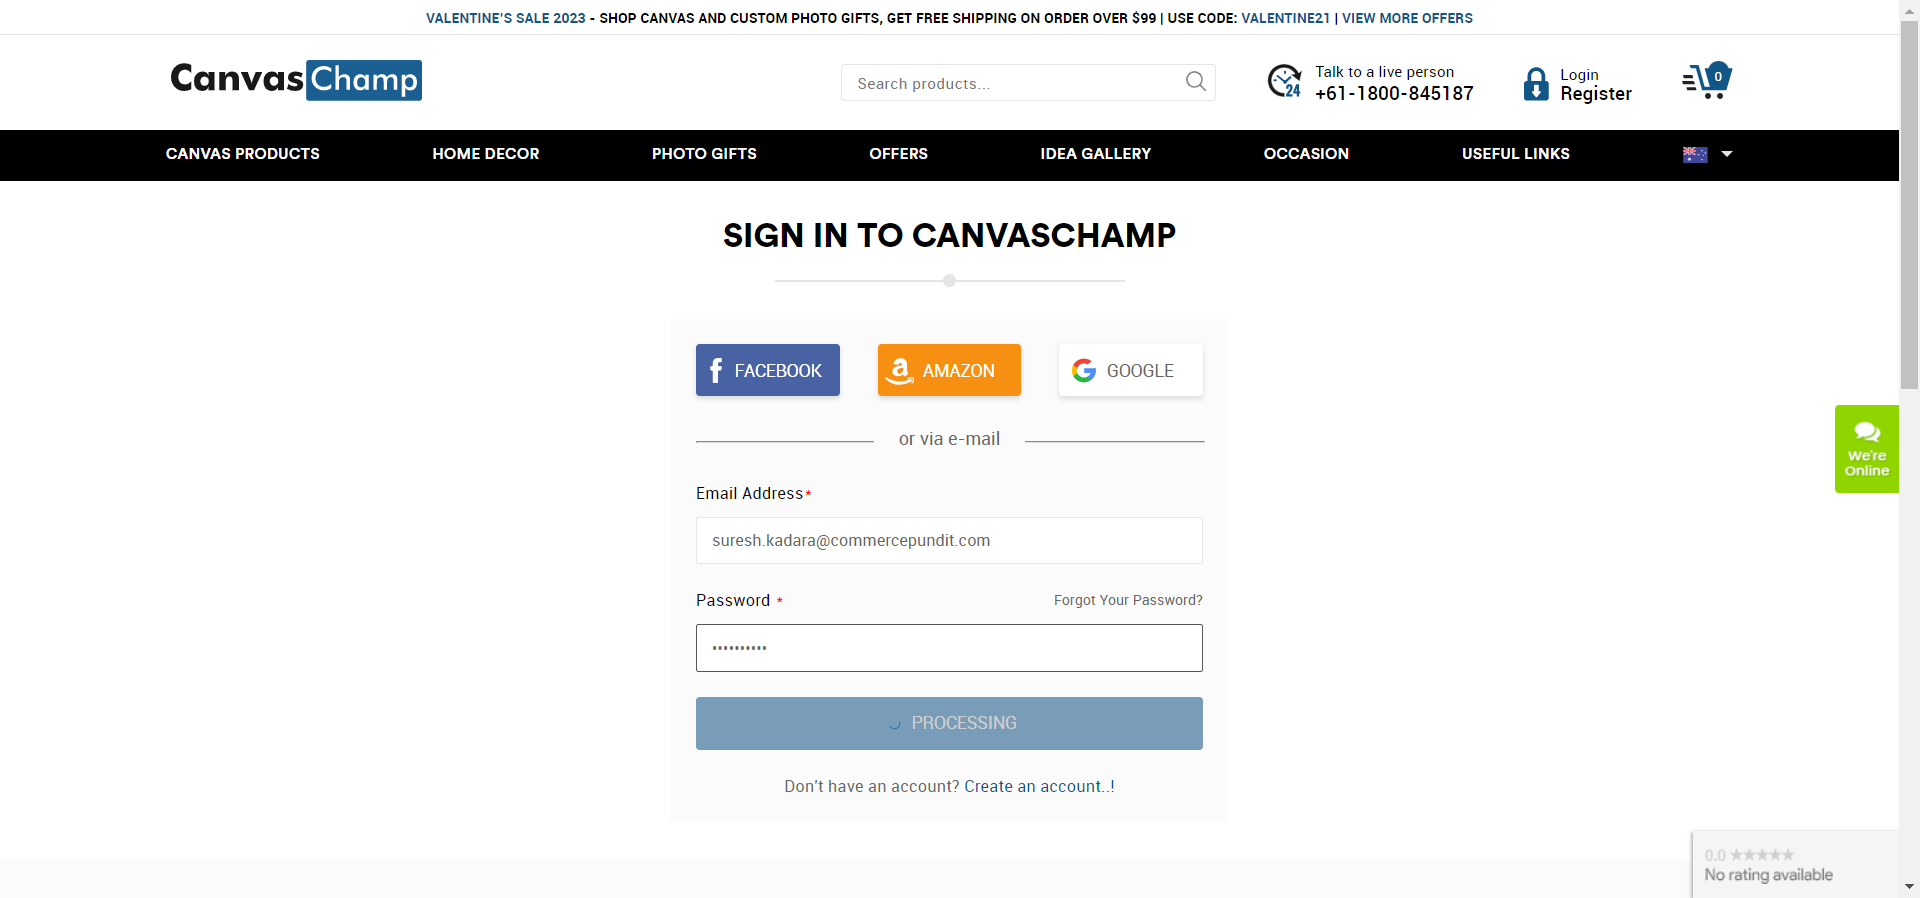 VALENTINE'S SALE 2023 - SHOP CANVAS AND CUSTOM PHOTO GIFTS, GET FREE SHIPPING ON ORDER OVER $99 | USE CODE: VALENTINE21 | VIEW MORE OFFERS
Canvas Champ
Search products...
24
Talk to a live person
+61-1800-845187
Login
Register
0
CANVAS PRODUCTS
HOME DECOR
PHOTO GIFTS
OFFERS
IDEA GALLERY
OCCASION
USEFUL LINKS
SIGN IN TO CANVASCHAMP
FACEBOOK
AMAZON
GOOGLE
or via e-mail
We're
Online
Email Address*
suresh.kadara@commercepundit.com
Password *
Forgot Your Password?
••••••••••
PROCESSING
Don't have an account? Create an account..!
0.0 ★★★★★
No rating available